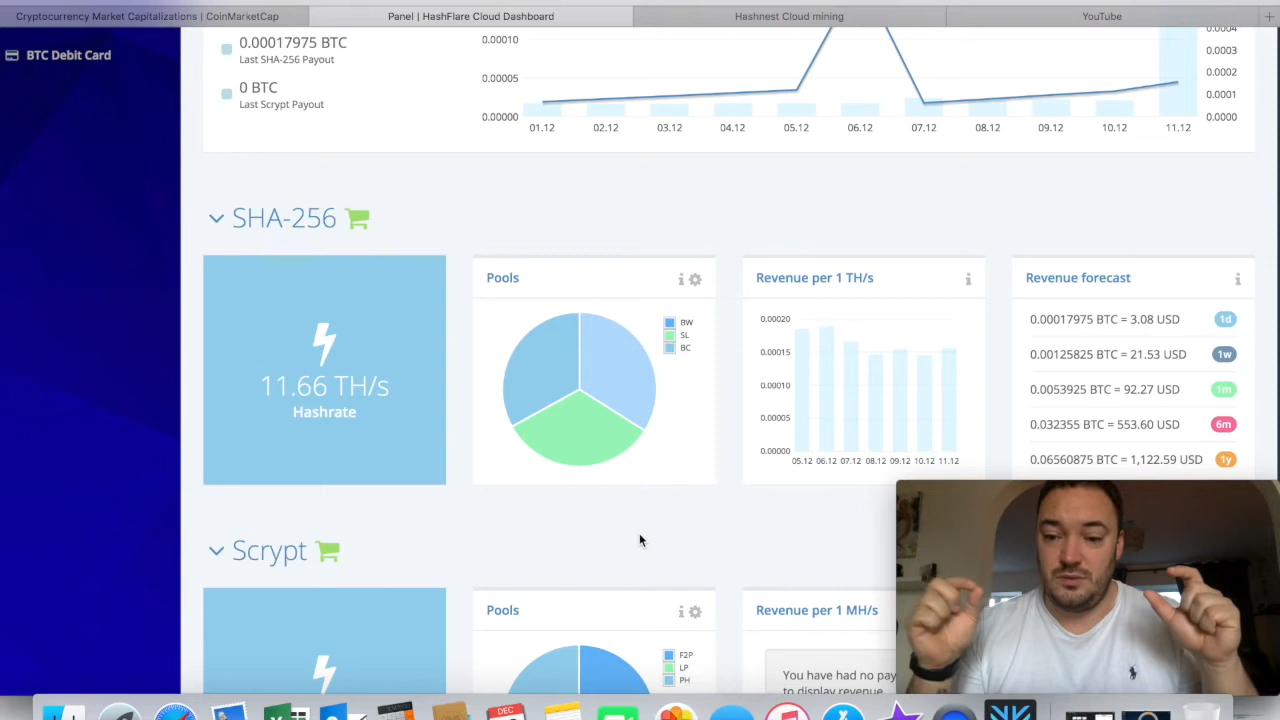 Cryptocurrency Market Capitalizations | CoinMarketCap
Panel | HashFlare Cloud Dashboard
Hashnest Cloud mining
YouTube
BTC Debit Card
0.00017975 BTC
Last SHA-256 Payout
0 BTC
Last Scrypt Payout
0.00010
0.00005
0.00000
0.0004
0.0003
0.0002
0.0001
0.0000
01.12 02.12 03.12 04.12 05.12 06.12 07.12 08.12 09.12 10.12 11.12
SHA-256
11.66 TH/s
Hashrate
Pools
BW
SL
BC
Revenue per 1 TH/s
0.00020
0.00015
0.00010
0.00005
0.00000
05.12 06.12 07.12 08.12 09.12 10.12 11.12
Revenue forecast
0.00017975 BTC = 3.08 USD 1d
0.00125825 BTC = 21.53 USD 1w
0.0053925 BTC = 92.27 USD 1m
0.032355 BTC = 553.60 USD 6m
0.06560875 BTC = 1,122.59 USD 1y
Scrypt
Pools
F2P
LP
PH
Revenue per 1 MH/s
You have had no pay
to display revenue
DEC